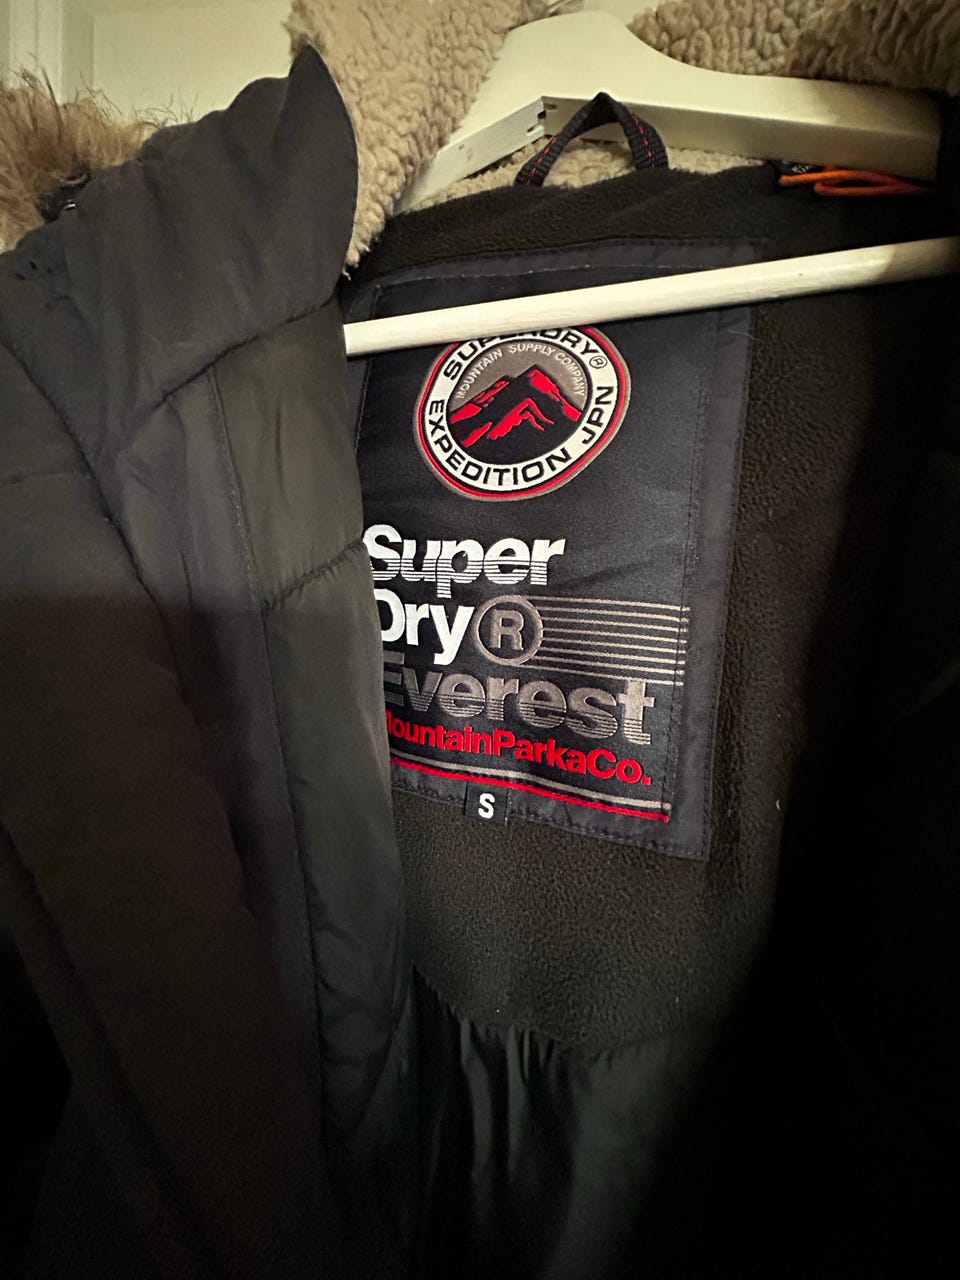 SUPERDRY®
MOUNTAIN SUPPLY COMPANY
EXPEDITION JPN
Super
Dry®
Everest
MountainParkaCo.
S